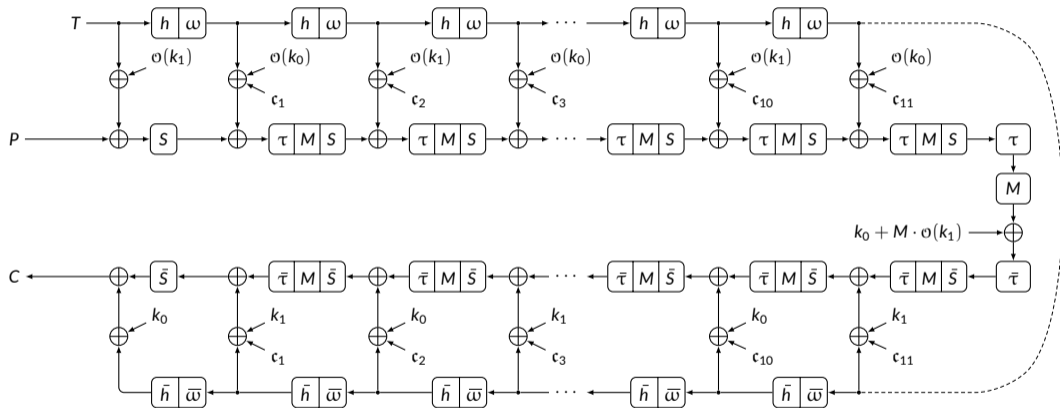 T h ω h ω h ω ⋯ h ω h ω
𝔬(k₁) 𝔬(k₀) 𝔬(k₁) 𝔬(k₀) 𝔬(k₁) 𝔬(k₀)
𝔠₁ 𝔠₂ 𝔠₃ 𝔠₁₀ 𝔠₁₁
P S τ M S τ M S ⋯ τ M S τ M S τ M S τ
M
k₀ + M · 𝔬(k₁)
C S̄ τ̄ M S̄ τ̄ M S̄ ⋯ τ̄ M S̄ τ̄ M S̄ τ̄ M S̄ τ̄
k₀ k₁ k₀ k₁ k₀ k₁
𝔠₁ 𝔠₂ 𝔠₃ 𝔠₁₀ 𝔠₁₁
h̄ ω̄ h̄ ω̄ h̄ ω̄ ⋯ h̄ ω̄ h̄ ω̄